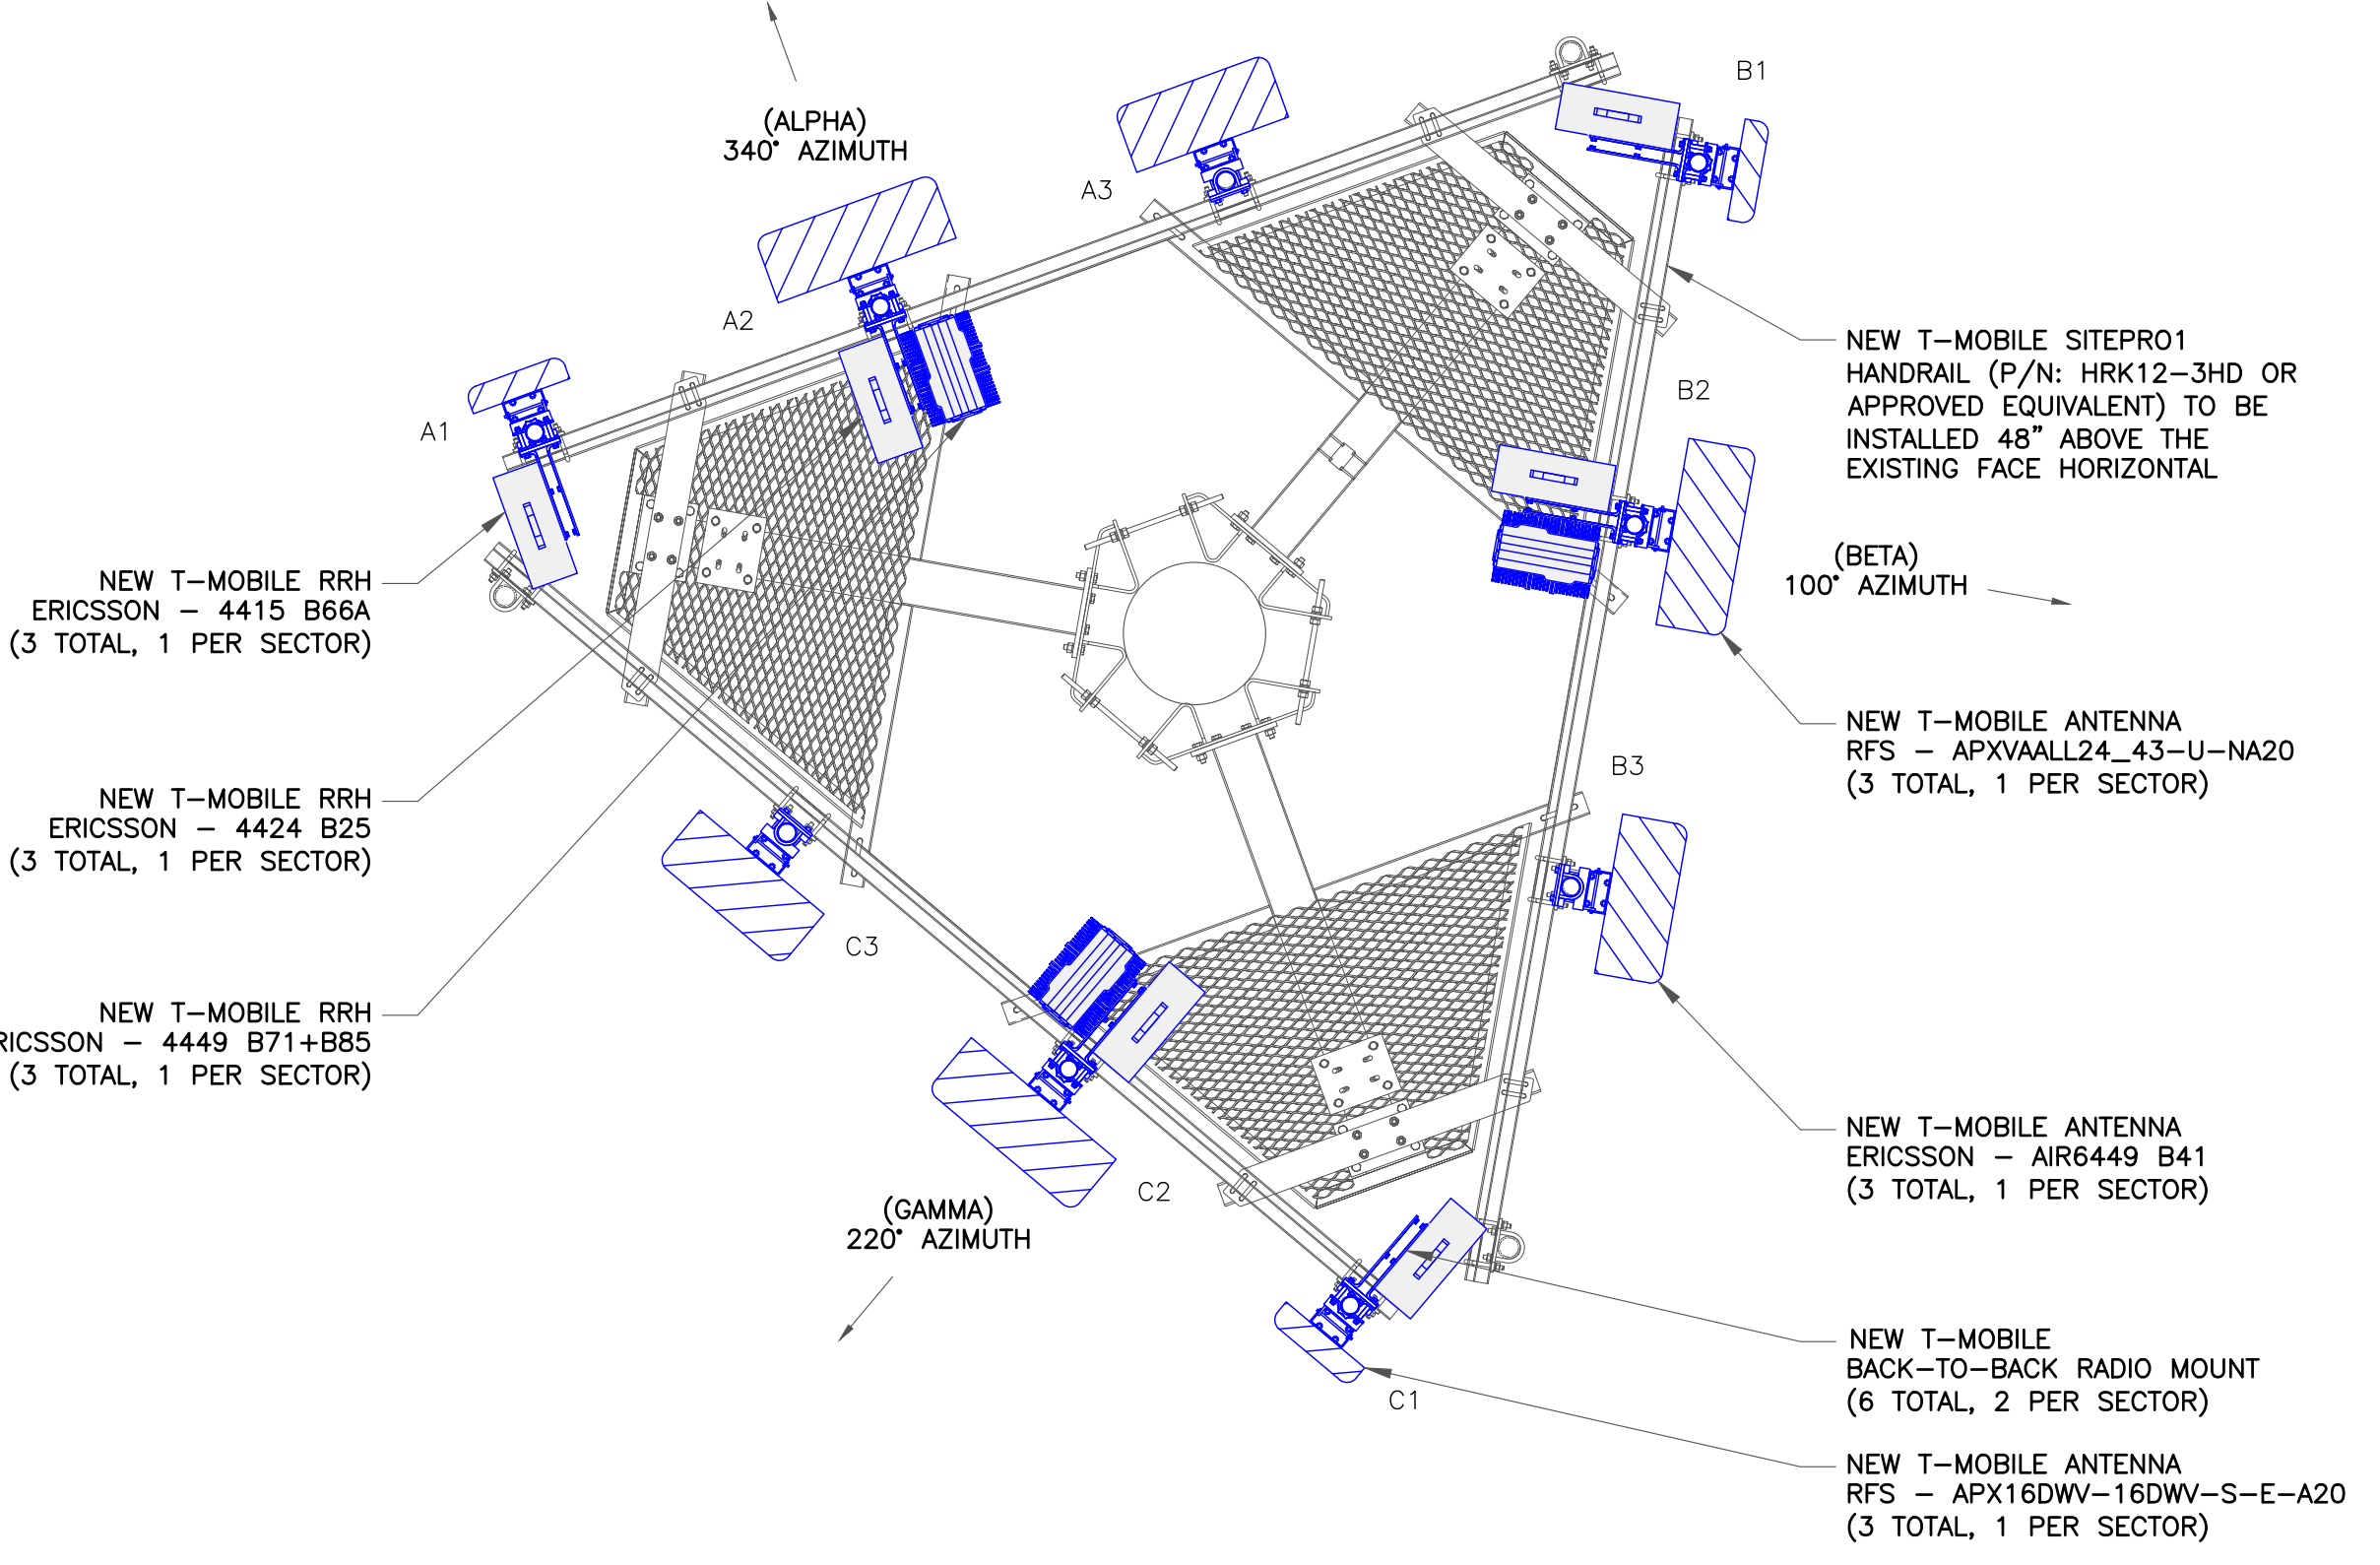 (ALPHA)
340° AZIMUTH
A1
A2
A3
B1
B2
B3
C1
C2
C3
NEW T-MOBILE RRH
ERICSSON - 4415 B66A
(3 TOTAL, 1 PER SECTOR)
NEW T-MOBILE RRH
ERICSSON - 4424 B25
(3 TOTAL, 1 PER SECTOR)
NEW T-MOBILE RRH
RICSSON - 4449 B71+B85
(3 TOTAL, 1 PER SECTOR)
NEW T-MOBILE SITEPRO1
HANDRAIL (P/N: HRK12-3HD OR
APPROVED EQUIVALENT) TO BE
INSTALLED 48" ABOVE THE
EXISTING FACE HORIZONTAL
(BETA)
100° AZIMUTH
NEW T-MOBILE ANTENNA
RFS - APXVAALL24_43-U-NA20
(3 TOTAL, 1 PER SECTOR)
NEW T-MOBILE ANTENNA
ERICSSON - AIR6449 B41
(3 TOTAL, 1 PER SECTOR)
(GAMMA)
220° AZIMUTH
NEW T-MOBILE
BACK-TO-BACK RADIO MOUNT
(6 TOTAL, 2 PER SECTOR)
NEW T-MOBILE ANTENNA
RFS - APX16DWV-16DWV-S-E-A20
(3 TOTAL, 1 PER SECTOR)